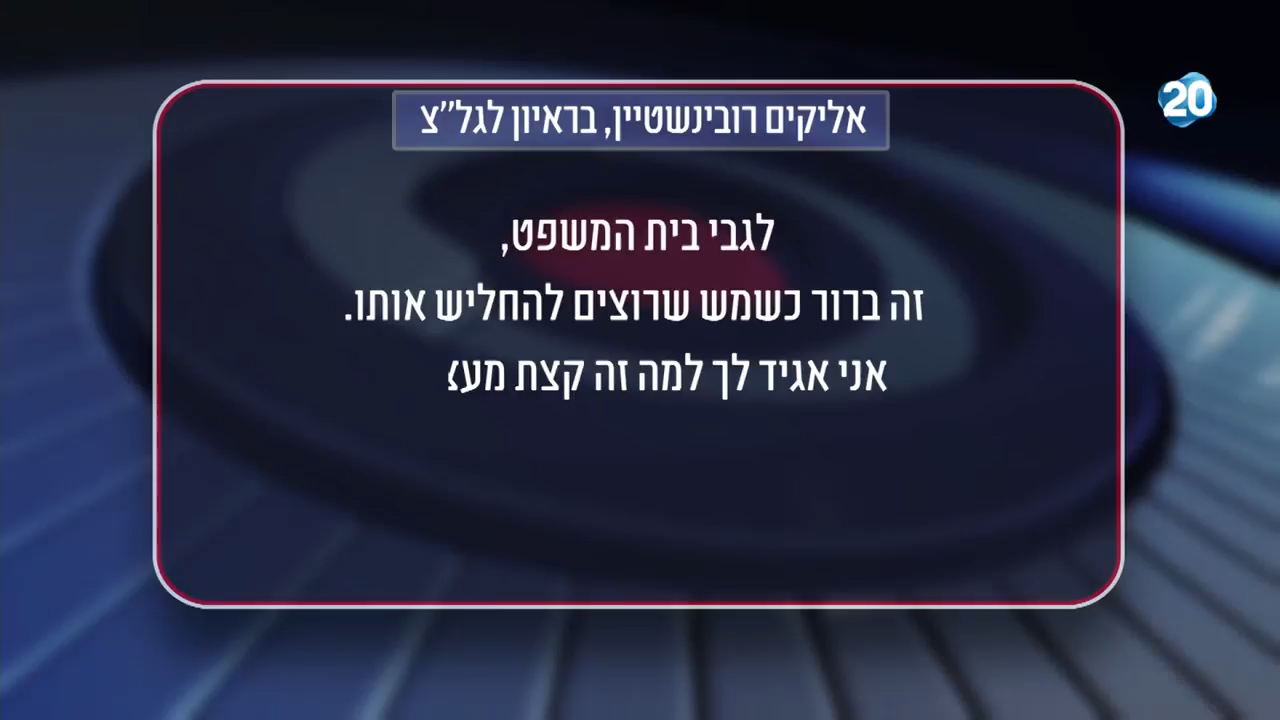 20
אליקים רובינשטיין, בראיון לגל"צ
לגבי בית המשפט,
זה ברור כשמש שרוצים להחליש אותו.
אני אגיד לך למה זה קצת